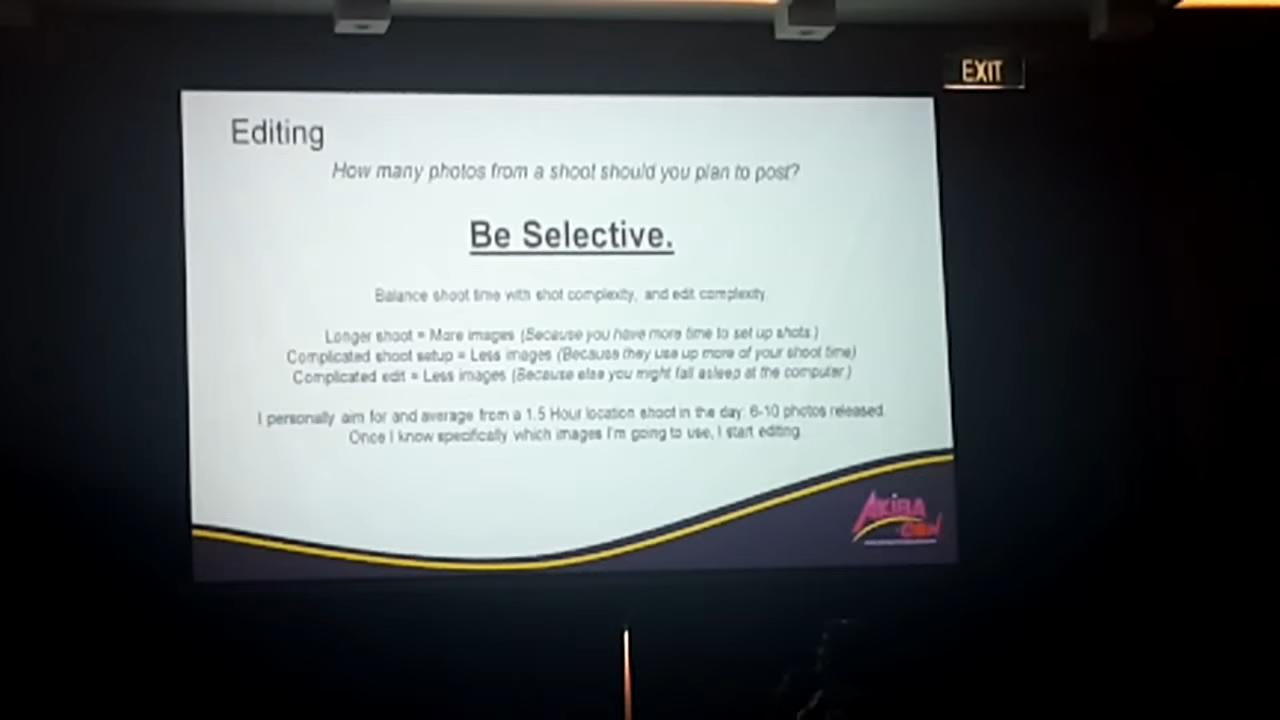 EXIT
Editing
How many photos from a shoot should you plan to post?
Be Selective.
Balance shoot time with shot complexity, and edit complexity.
Longer shoot = More images (Because you have more time to set up shots.)
Complicated shoot setup = Less images (Because they use up more of your shoot time)
Complicated edit = Less images (Because else you might fall asleep at the computer.)
I personally aim for and average from a 1.5 Hour location shoot in the day: 6-10 photos released.
Once I know specifically which images I'm going to use, I start editing.
AKiBA
Con!